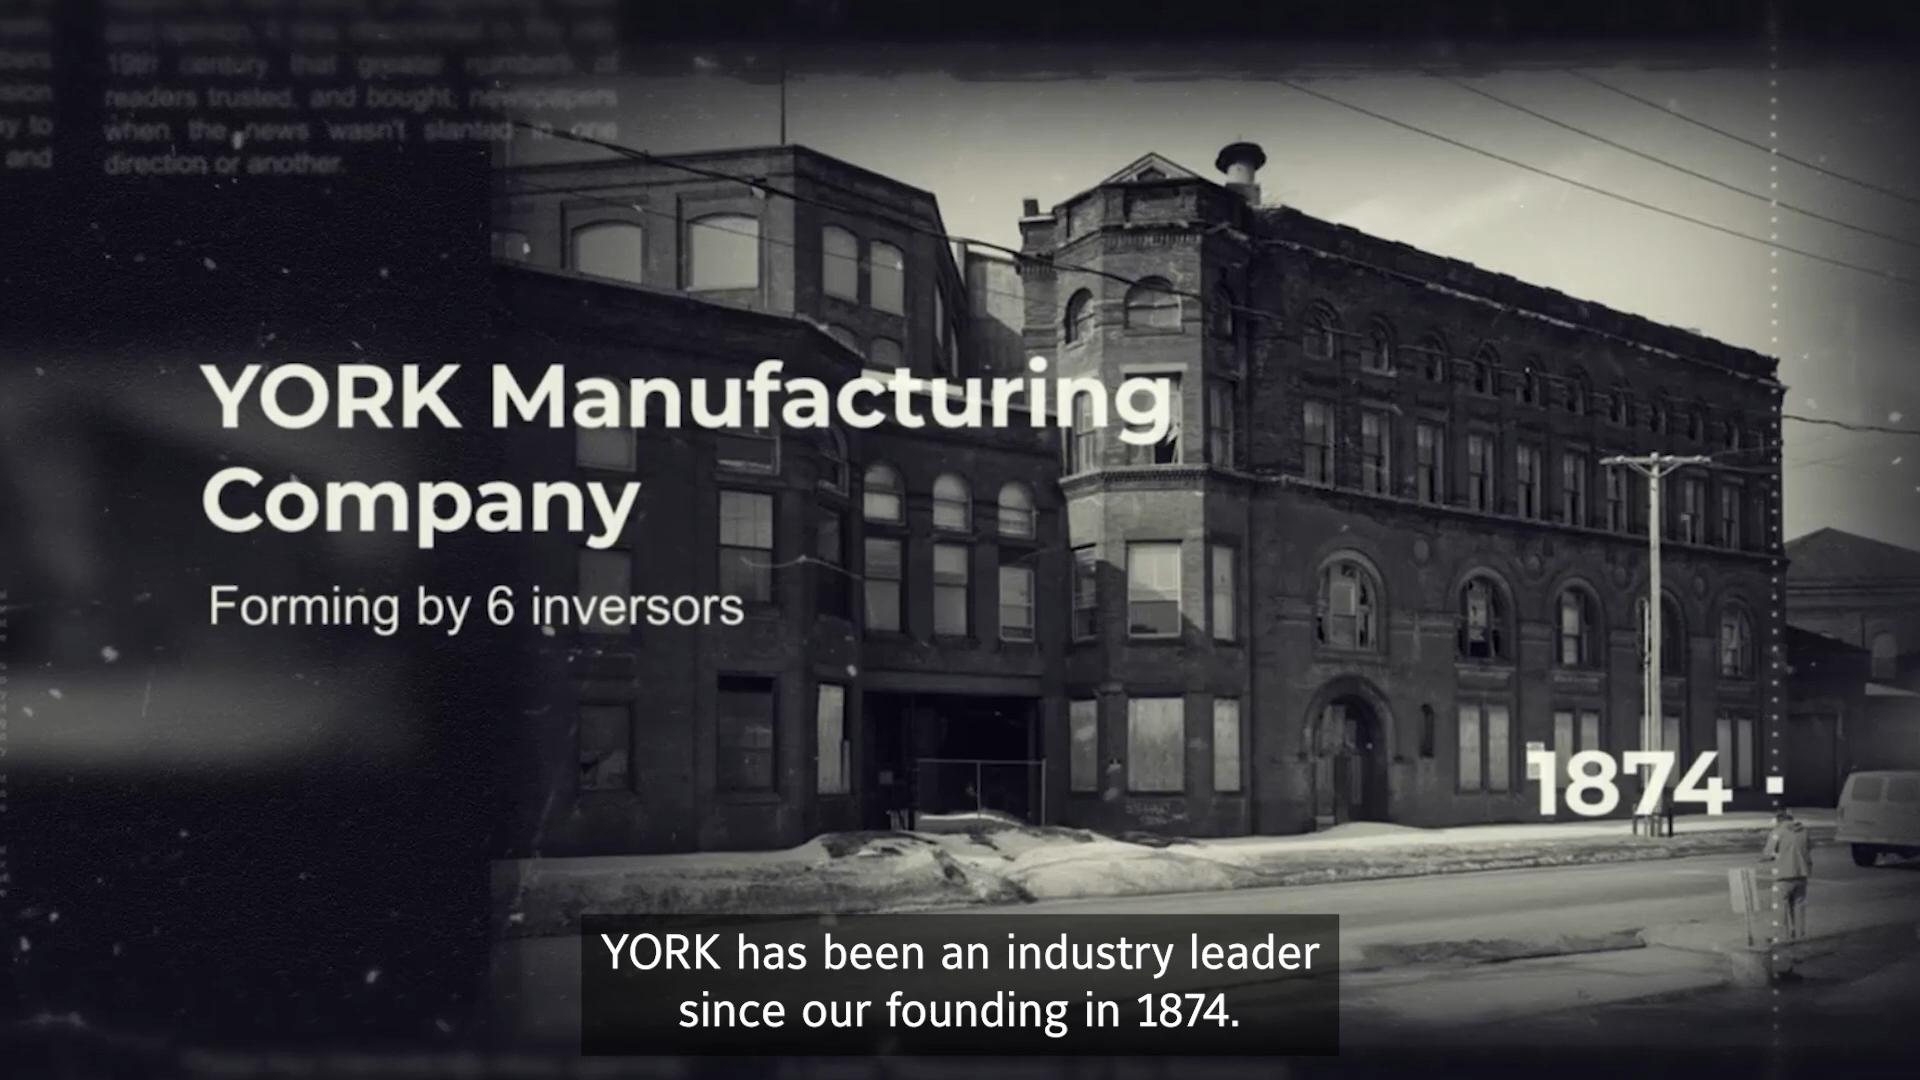 19th century that greater numbers of
readers trusted, and bought, newspapers
when the news wasn't slanted in one
direction or another.
and
YORK Manufacturing
Company
Forming by 6 inversors
1874
YORK has been an industry leader
since our founding in 1874.